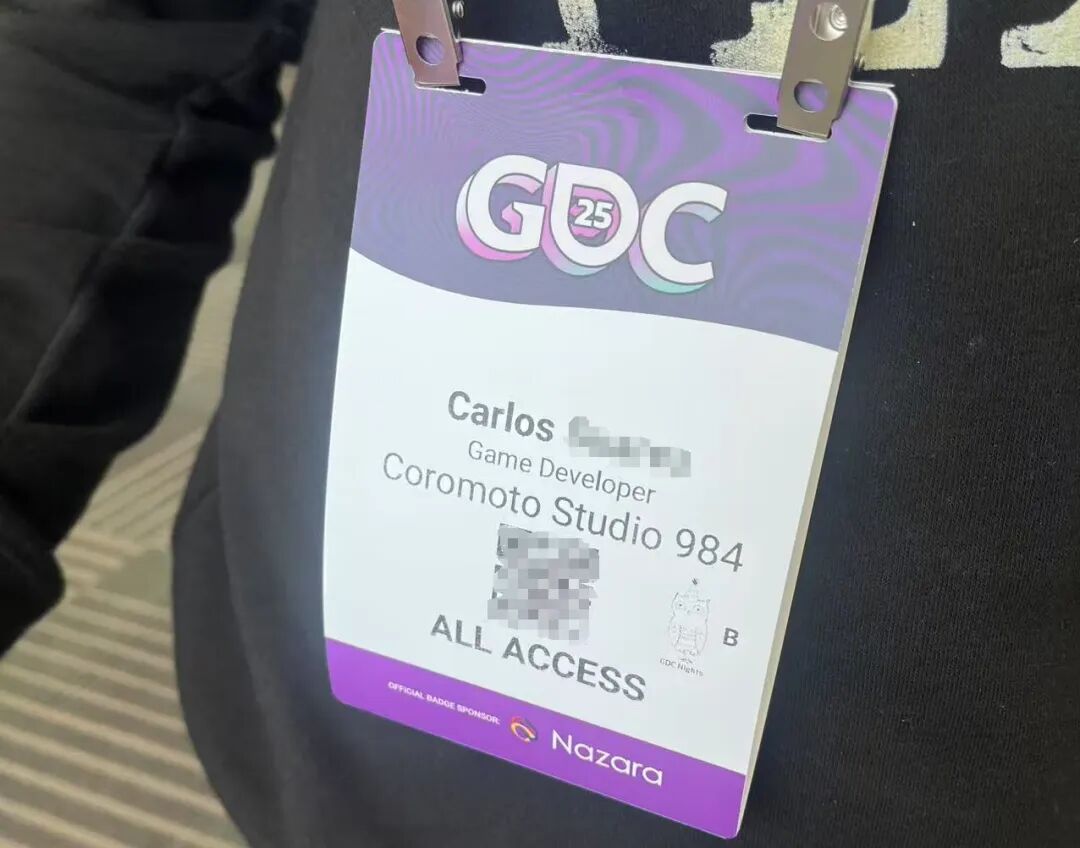 GDC
25
Carlos
Game Developer
Coromoto Studio 984
B
GDC Nights
ALL ACCESS
OFFICIAL BADGE SPONSOR:
Nazara